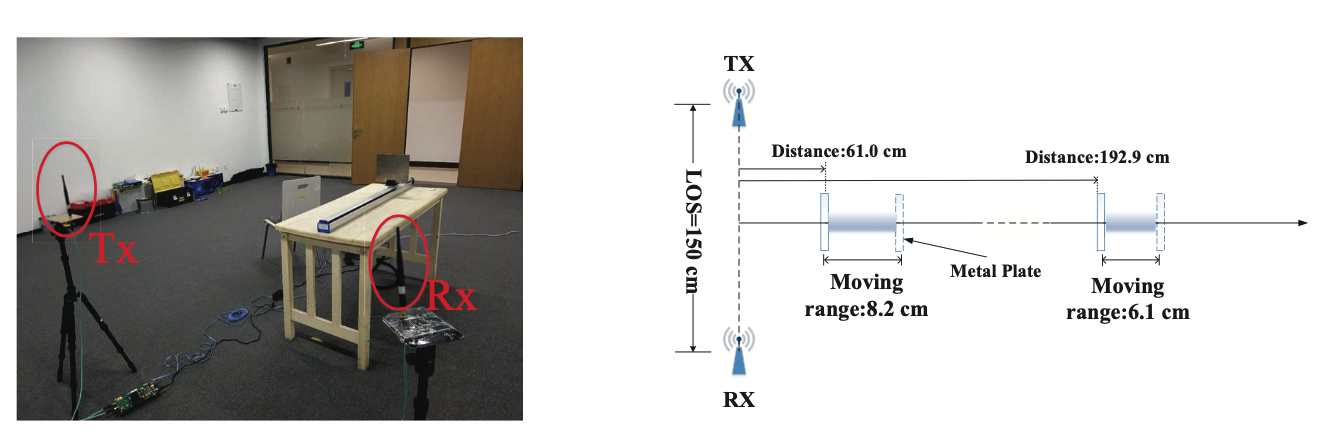 Tx
Rx
TX
Distance:61.0 cm
Distance:192.9 cm
LOS=150 cm
Metal Plate
Moving
range:8.2 cm
Moving
range:6.1 cm
RX